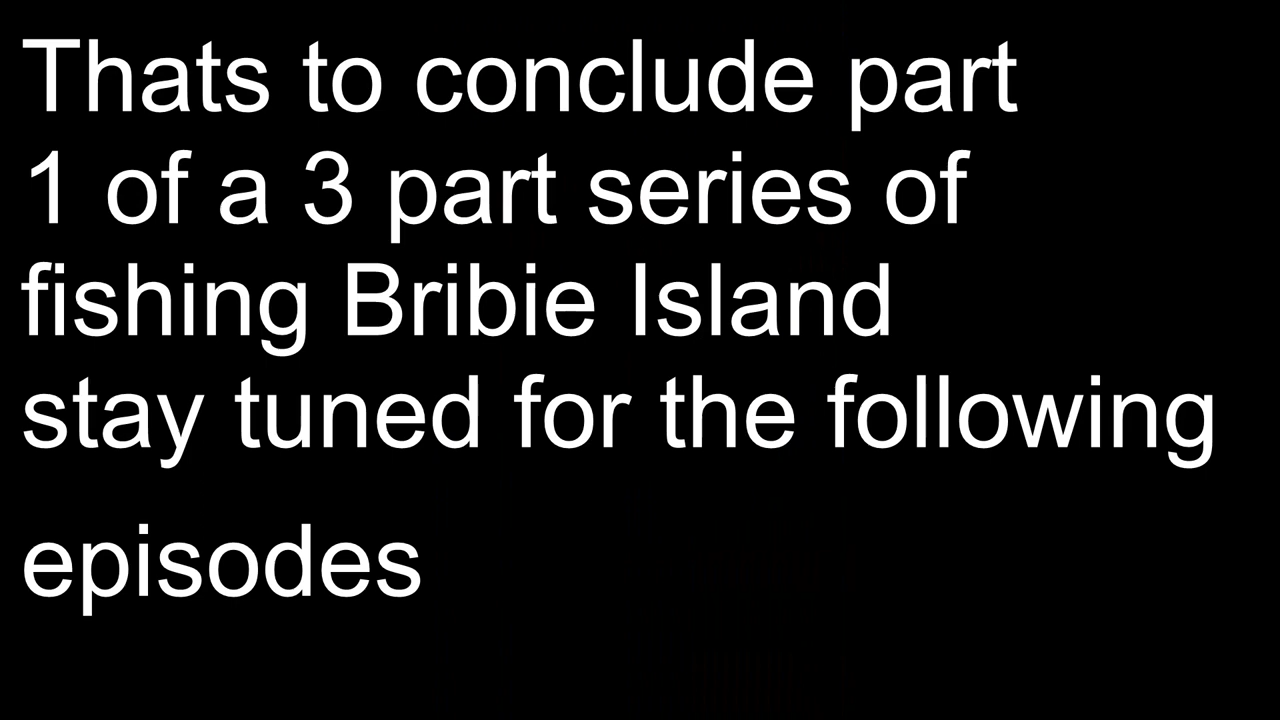 Thats to conclude part
1 of a 3 part series of
fishing Bribie Island
stay tuned for the following
episodes